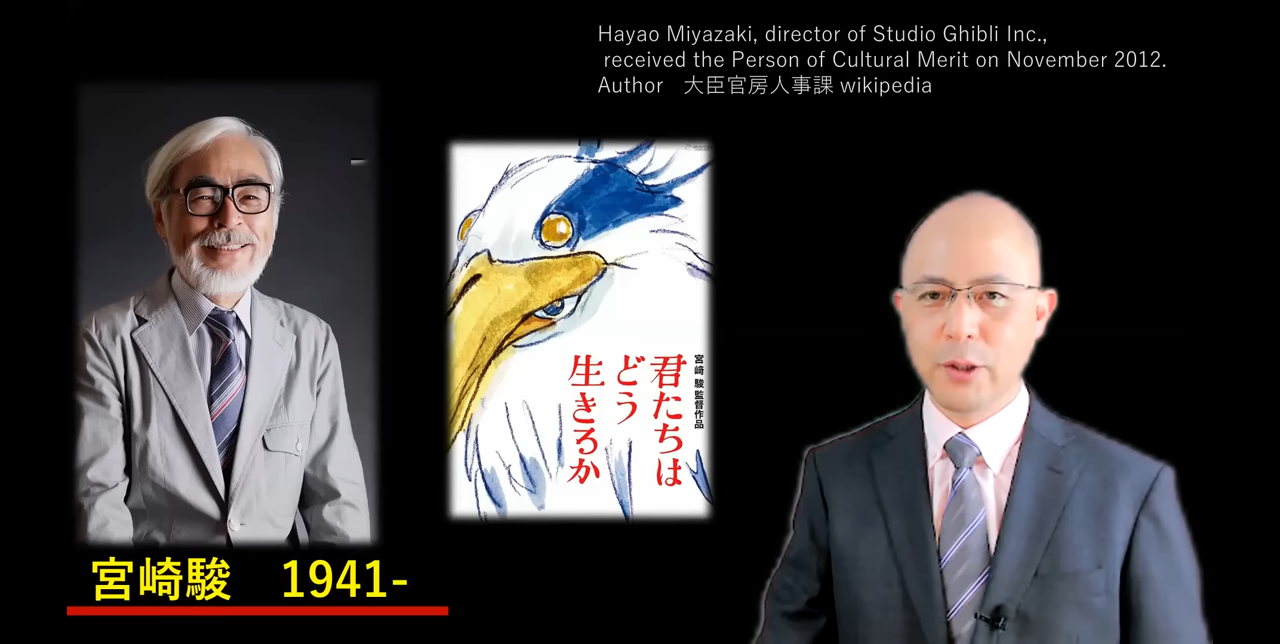 Hayao Miyazaki, director of Studio Ghibli Inc.,
received the Person of Cultural Merit on November 2012.
Author 大臣官房人事課 wikipedia
宮﨑 駿 監督作品
君たちは
どう
生きるか
宮崎駿 1941-